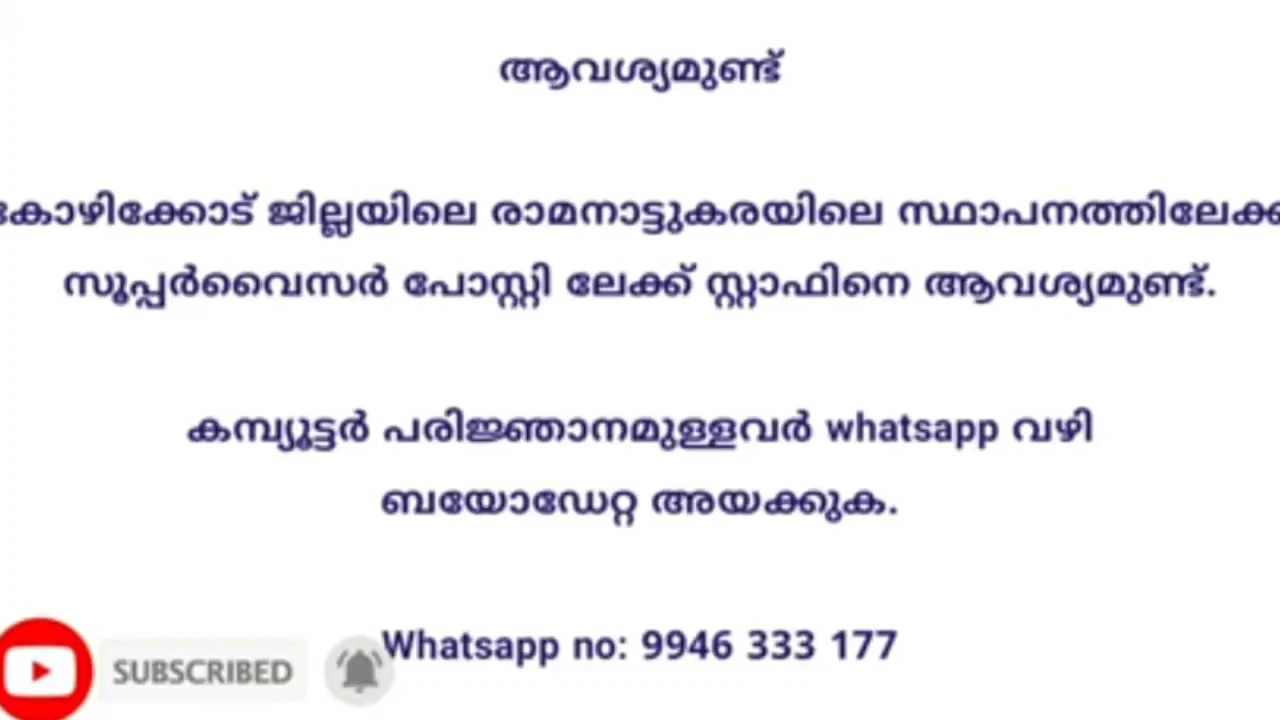 ആവശ്യമുണ്ട്
കോഴിക്കോട് ജില്ലയിലെ രാമനാട്ടുകരയിലെ സ്ഥാപനത്തിലേക്ക
സൂപ്പർവൈസർ പോസ്റ്റി ലേക്ക് സ്റ്റാഫിനെ ആവശ്യമുണ്ട്.
കമ്പ്യൂട്ടർ പരിജ്ഞാനമുള്ളവർ whatsapp വഴി
ബയോഡേറ്റ അയക്കുക.
Whatsapp no: 9946 333 177
SUBSCRIBED